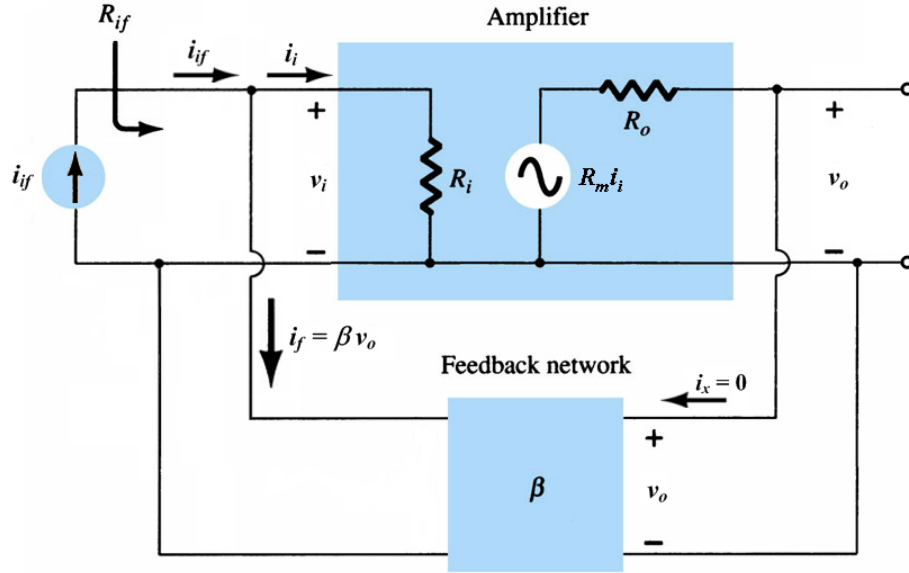 Amplifier
R_if
i_if
i_i
+
+
R_o
i_if
v_i
R_i
R_m i_i
v_o
−
−
i_f = β v_o
Feedback network
i_x = 0
+
β
v_o
−